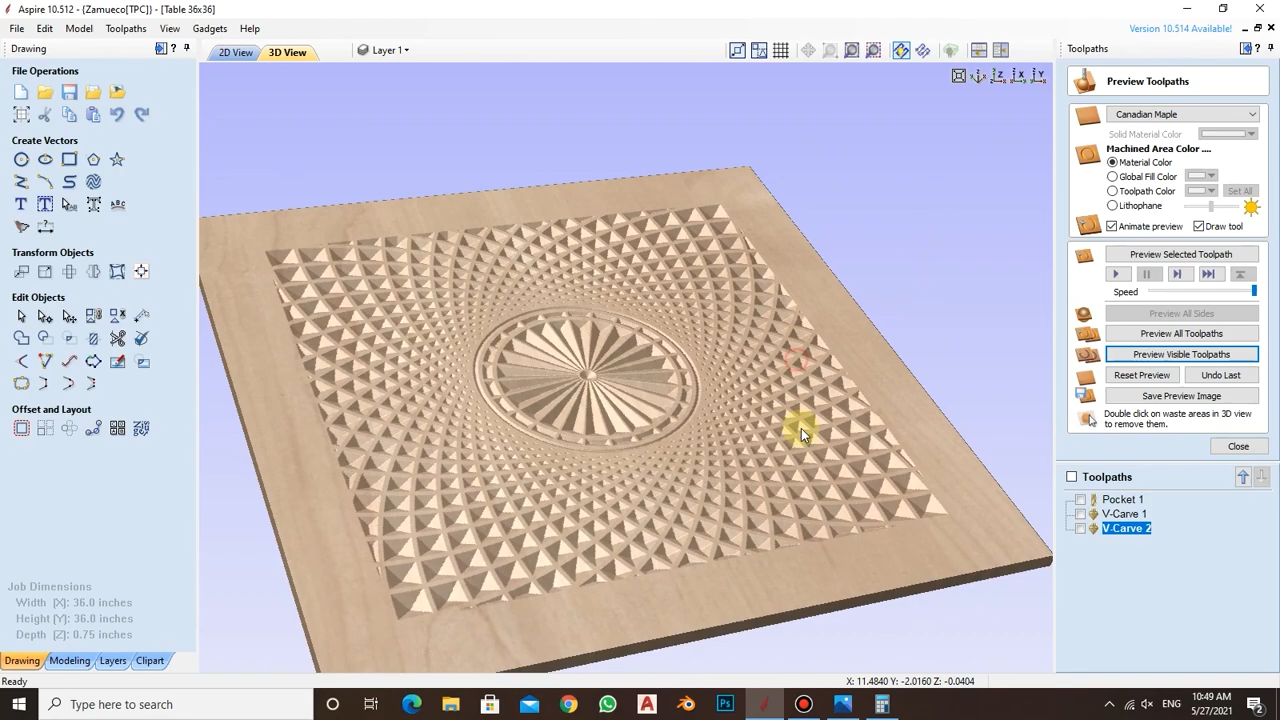 Aspire 10.512 - {Zamueco[TPC]} - [Table 36x36]
File Edit Model Toolpaths View Gadgets Help
Version 10.514 Available!
Drawing
2D View 3D View Layer 1
Toolpaths
File Operations
Create Vectors
Transform Objects
Edit Objects
Offset and Layout
Job Dimensions
Width [X]: 36.0 inches
Height [Y]: 36.0 inches
Depth [Z]: 0.75 inches
Drawing Modeling Layers Clipart
Preview Toolpaths
Canadian Maple
Solid Material Color
Machined Area Color ....
Material Color
Global Fill Color
Toolpath Color Set All
Lithophane
Animate preview Draw tool
Preview Selected Toolpath
Speed
Preview All Sides
Preview All Toolpaths
Preview Visible Toolpaths
Reset Preview Undo Last
Save Preview Image
Double click on waste areas in 3D view
to remove them.
Close
Toolpaths
Pocket 1
V-Carve 1
V-Carve 2
Ready
X: 11.4840 Y: -2.0160 Z: -0.0404
Type here to search
ENG
10:49 AM
5/27/2021